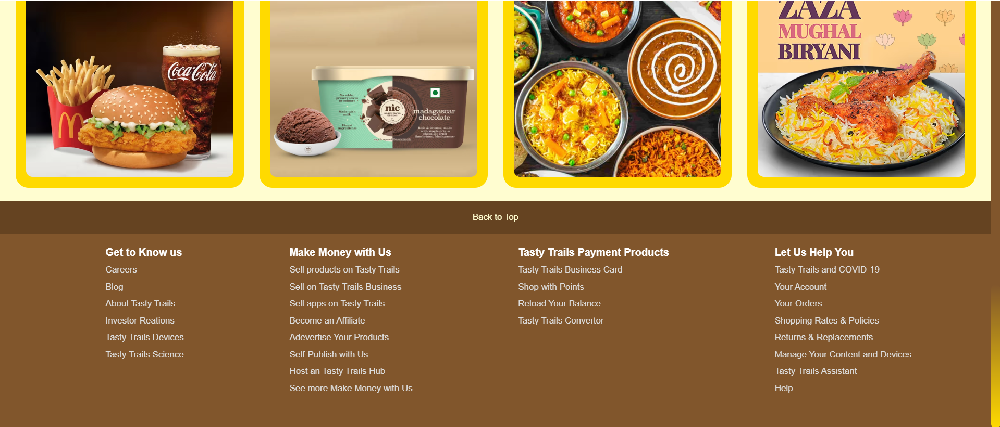 Coca-Cola
No added
preservatives
or colours
Made with
milk
Finest
ingredients
nic
madagascar
chocolate
Rich & intense, made
with single-origin
chocolate from
Sambriano, Madagascar
ZAZA
MUGHAL
BIRYANI
Back to Top
Get to Know us
Careers
Blog
About Tasty Trails
Investor Reations
Tasty Trails Devices
Tasty Trails Science
Make Money with Us
Sell products on Tasty Trails
Sell on Tasty Trails Business
Sell apps on Tasty Trails
Become an Affiliate
Adevertise Your Products
Self-Publish with Us
Host an Tasty Trails Hub
See more Make Money with Us
Tasty Trails Payment Products
Tasty Trails Business Card
Shop with Points
Reload Your Balance
Tasty Trails Convertor
Let Us Help You
Tasty Trails and COVID-19
Your Account
Your Orders
Shopping Rates & Policies
Returns & Replacements
Manage Your Content and Devices
Tasty Trails Assistant
Help